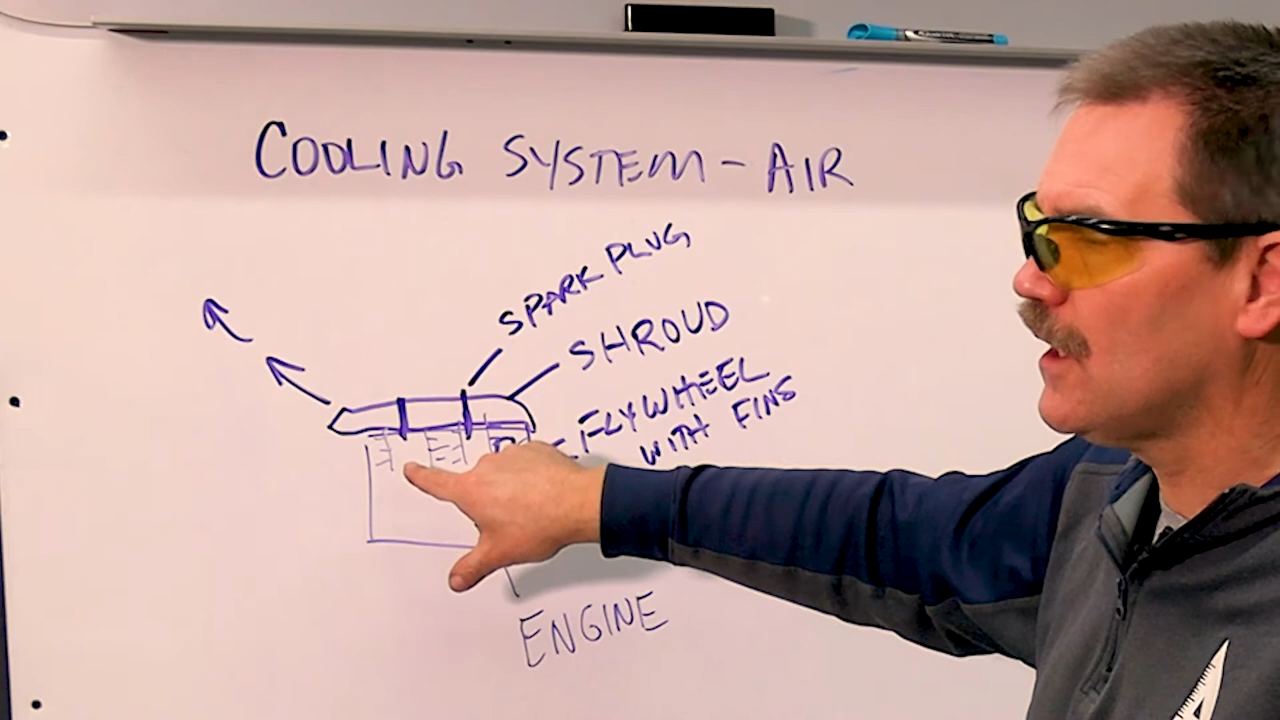 COOLING SYSTEM - AIR
SPARK PLUG
SHROUD
FLYWHEEL
WITH FINS
ENGINE